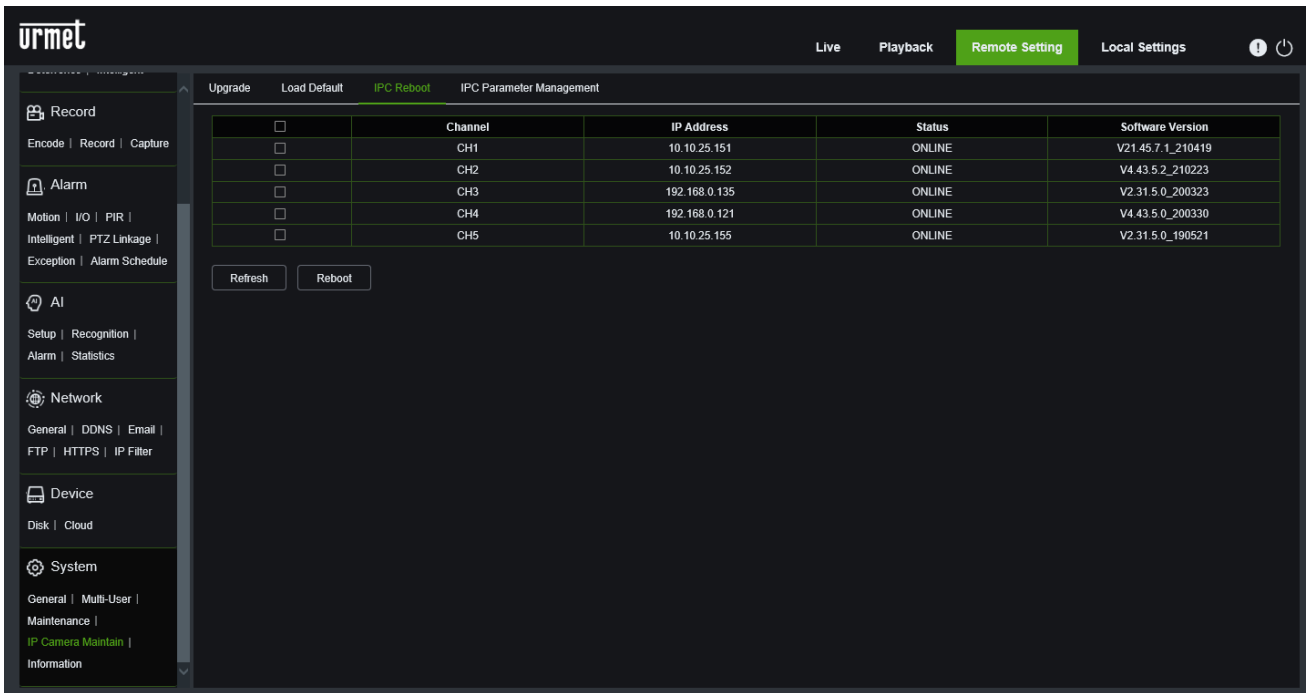 urmet
Live Playback Remote Setting Local Settings
Record
Encode | Record | Capture
Alarm
Motion | I/O | PIR |
Intelligent | PTZ Linkage |
Exception | Alarm Schedule
AI
Setup | Recognition |
Alarm | Statistics
Network
General | DDNS | Email |
FTP | HTTPS | IP Filter
Device
Disk | Cloud
System
General | Multi-User |
Maintenance |
IP Camera Maintain |
Information
Upgrade Load Default IPC Reboot IPC Parameter Management
Channel IP Address Status Software Version
CH1 10.10.25.151 ONLINE V21.45.7.1_210419
CH2 10.10.25.152 ONLINE V4.43.5.2_210223
CH3 192.168.0.135 ONLINE V2.31.5.0_200323
CH4 192.168.0.121 ONLINE V4.43.5.0_200330
CH5 10.10.25.155 ONLINE V2.31.5.0_190521
Refresh Reboot